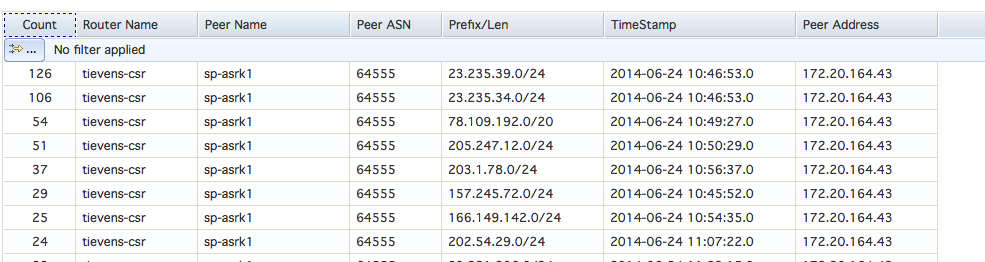 Count Router Name Peer Name Peer ASN Prefix/Len TimeStamp Peer Address
... No filter applied
126 tievens-csr sp-asrk1 64555 23.235.39.0/24 2014-06-24 10:46:53.0 172.20.164.43
106 tievens-csr sp-asrk1 64555 23.235.34.0/24 2014-06-24 10:46:53.0 172.20.164.43
54 tievens-csr sp-asrk1 64555 78.109.192.0/20 2014-06-24 10:49:27.0 172.20.164.43
51 tievens-csr sp-asrk1 64555 205.247.12.0/24 2014-06-24 10:50:29.0 172.20.164.43
37 tievens-csr sp-asrk1 64555 203.1.78.0/24 2014-06-24 10:56:37.0 172.20.164.43
29 tievens-csr sp-asrk1 64555 157.245.72.0/24 2014-06-24 10:45:52.0 172.20.164.43
25 tievens-csr sp-asrk1 64555 166.149.142.0/24 2014-06-24 10:54:35.0 172.20.164.43
24 tievens-csr sp-asrk1 64555 202.54.29.0/24 2014-06-24 11:07:22.0 172.20.164.43
tievens-csr sp-asrk1 64555 172.20.164.43